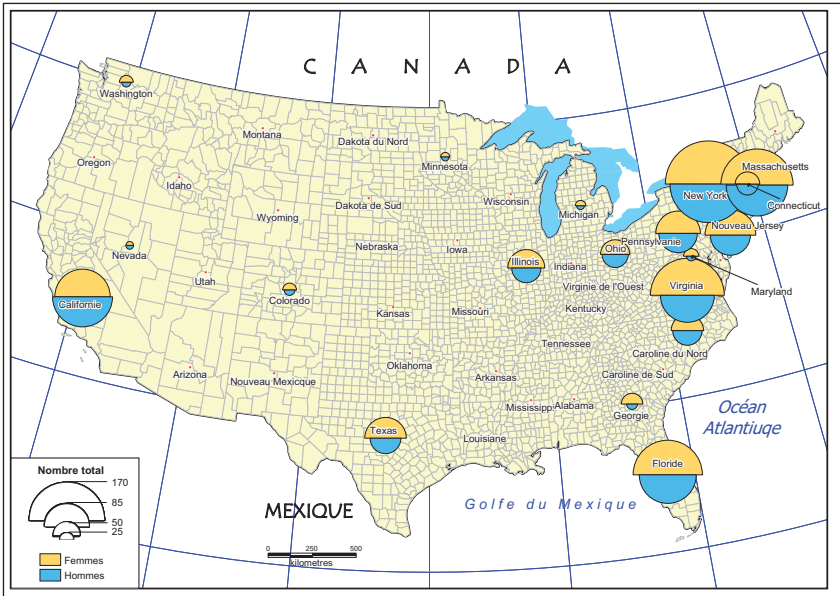 C A N A D A
Washington
Montana
Dakota du Nord
Minnesota
Oregon
Idaho
Dakota de Sud
Wisconsin
Michigan
Massachusetts
New York
Connecticut
Wyoming
Nebraska
Iowa
Pennsylvanie
Nouveau Jersey
Nevada
Utah
Illinois
Indiana
Ohio
Californie
Colorado
Kansas
Missouri
Virginie de l'Ouest
Virginia
Maryland
Kentucky
Tennessee
Caroline du Nord
Oklahoma
Arizona
Nouveau Mexicque
Arkansas
Caroline de Sud
Mississippi
Alabama
Georgie
Texas
Louisiane
Océan
Atlantiuqe
Floride
MEXIQUE
Golfe du Mexique
Nombre total
170
85
50
25
Femmes
Hommes
0 250 500
kilometres